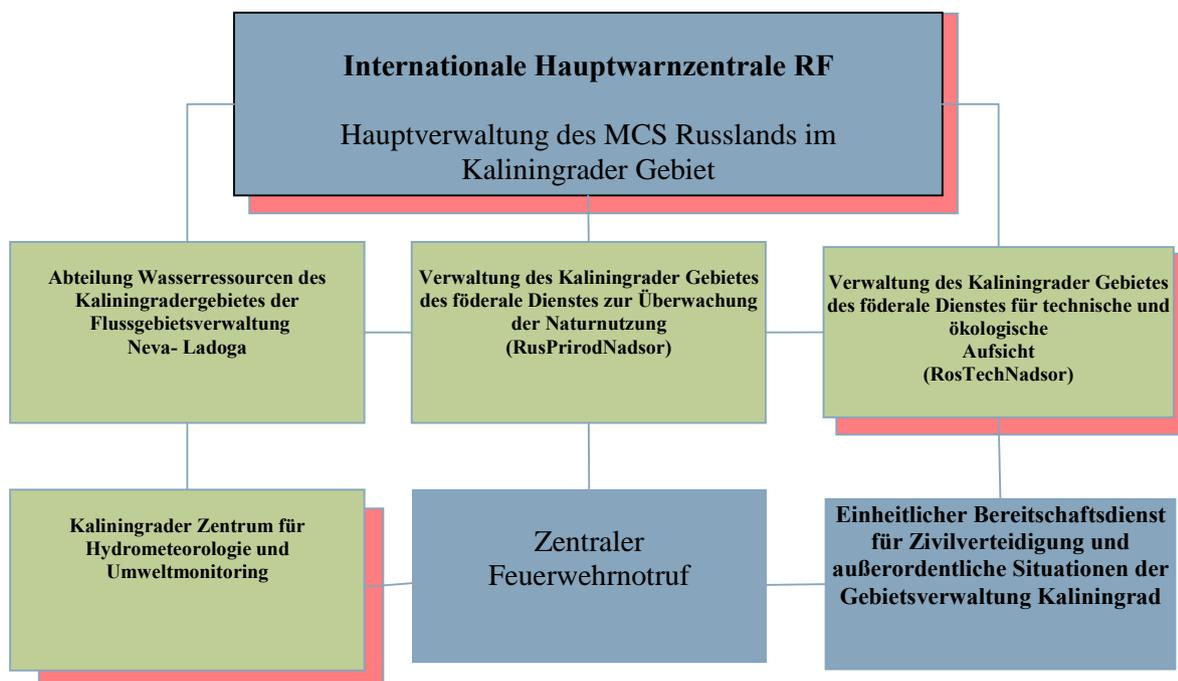 Internationale Hauptwarnzentrale RF
Hauptverwaltung des MCS Russlands im
Kaliningrader Gebiet
Abteilung Wasserressourcen des
Kaliningradergebietes der
Flussgebietsverwaltung
Neva- Ladoga
Verwaltung des Kaliningrader Gebietes
des föderale Dienstes zur Überwachung
der Naturnutzung
(RusPrirodNadsor)
Verwaltung des Kaliningrader Gebietes
des föderale Dienstes für technische und
ökologische
Aufsicht
(RosTechNadsor)
Kaliningrader Zentrum für
Hydrometeorologie und
Umweltmonitoring
Zentraler
Feuerwehrnotruf
Einheitlicher Bereitschaftsdienst
für Zivilverteidigung und
außerordentliche Situationen der
Gebietsverwaltung Kaliningrad